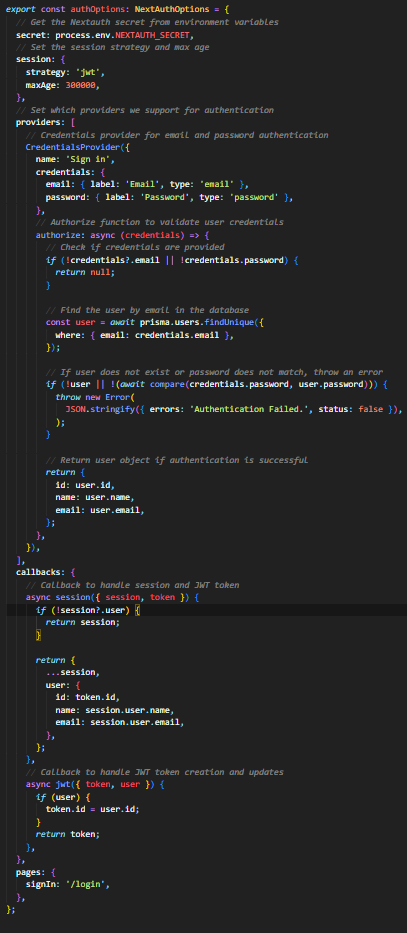 export const authOptions: NextAuthOptions = {
  // Get the Nextauth secret from environment variables
  secret: process.env.NEXTAUTH_SECRET,
  // Set the session strategy and max age
  session: {
    strategy: 'jwt',
    maxAge: 300000,
  },
  // Set which providers we support for authentication
  providers: [
    // Credentials provider for email and password authentication
    CredentialsProvider({
      name: 'Sign in',
      credentials: {
        email: { label: 'Email', type: 'email' },
        password: { label: 'Password', type: 'password' },
      },
      // Authorize function to validate user credentials
      authorize: async (credentials) => {
        // Check if credentials are provided
        if (!credentials?.email || !credentials.password) {
          return null;
        }

        // Find the user by email in the database
        const user = await prisma.users.findUnique({
          where: { email: credentials.email },
        });

        // If user does not exist or password does not match, throw an error
        if (!user || !(await compare(credentials.password, user.password))) {
          throw new Error(
            JSON.stringify({ errors: 'Authentication Failed.', status: false }),
          );
        }

        // Return user object if authentication is successful
        return {
          id: user.id,
          name: user.name,
          email: user.email,
        };
      },
    }),
  ],
  callbacks: {
    // Callback to handle session and JWT token
    async session({ session, token }) {
      if (!session?.user) {
        return session;
      }

      return {
        ...session,
        user: {
          id: token.id,
          name: session.user.name,
          email: session.user.email,
        },
      };
    },
    // Callback to handle JWT token creation and updates
    async jwt({ token, user }) {
      if (user) {
        token.id = user.id;
      }
      return token;
    },
  },
  pages: {
    signIn: '/login',
  },
};